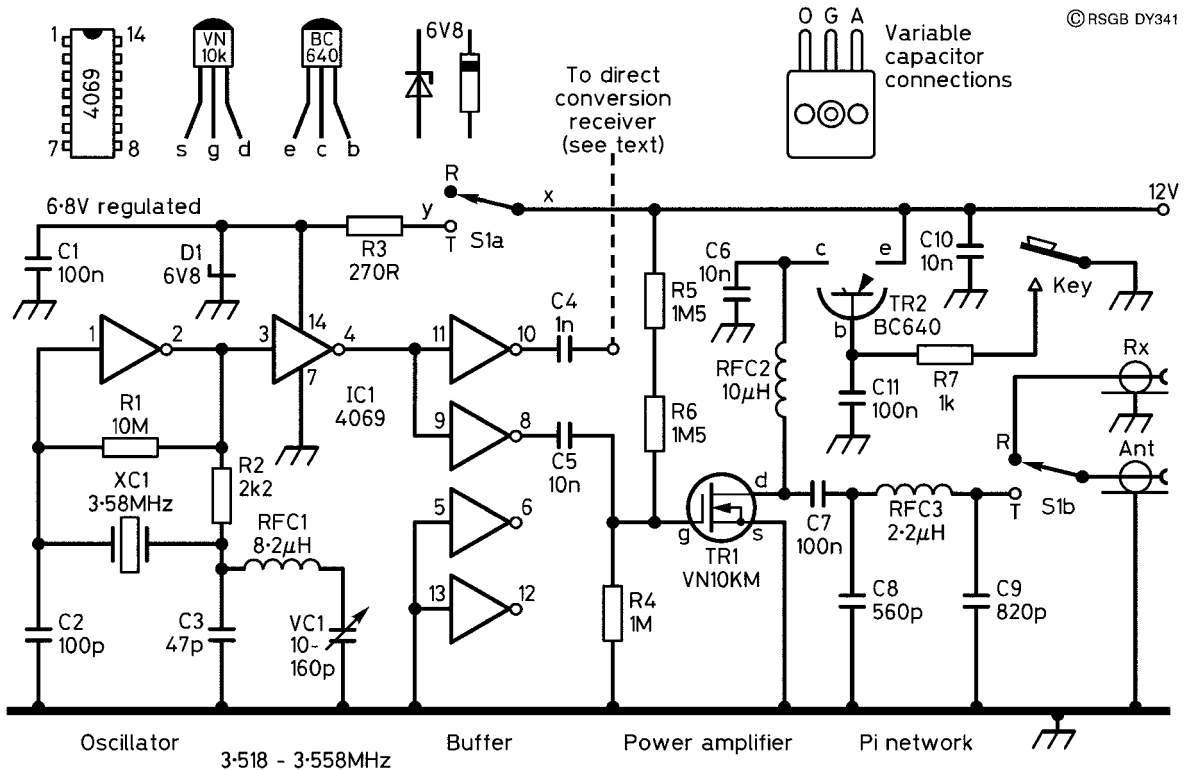 1 14
4069
7 8
VN
10k
s g d
BC
640
e c b
6V8
To direct
conversion
receiver
(see text)
O G A
Variable
capacitor
connections
© RSGB DY341
6·8V regulated
R
x
12V
y
T S1a
R3
270R
C1
100n
D1
6V8
C6
10n
c e
C10
10n
Key
R5
1M5
TR2
BC640
b
C4
1n
1 2
3 14 4
7
11 10
IC1
4069
RFC2
10μH
C11
100n
R7
1k
Rx
R1
10M
R6
1M5
9 8
C5
10n
R
Ant
XC1
3·58MHz
R2
2k2
RFC1
8·2μH
5 6
d
g s
TR1
VN10KM
C7
100n
RFC3
2·2μH
T S1b
C2
100p
C3
47p
VC1
10-
160p
13 12
R4
1M
C8
560p
C9
820p
Oscillator
Buffer
Power amplifier
Pi network
3·518 - 3·558MHz